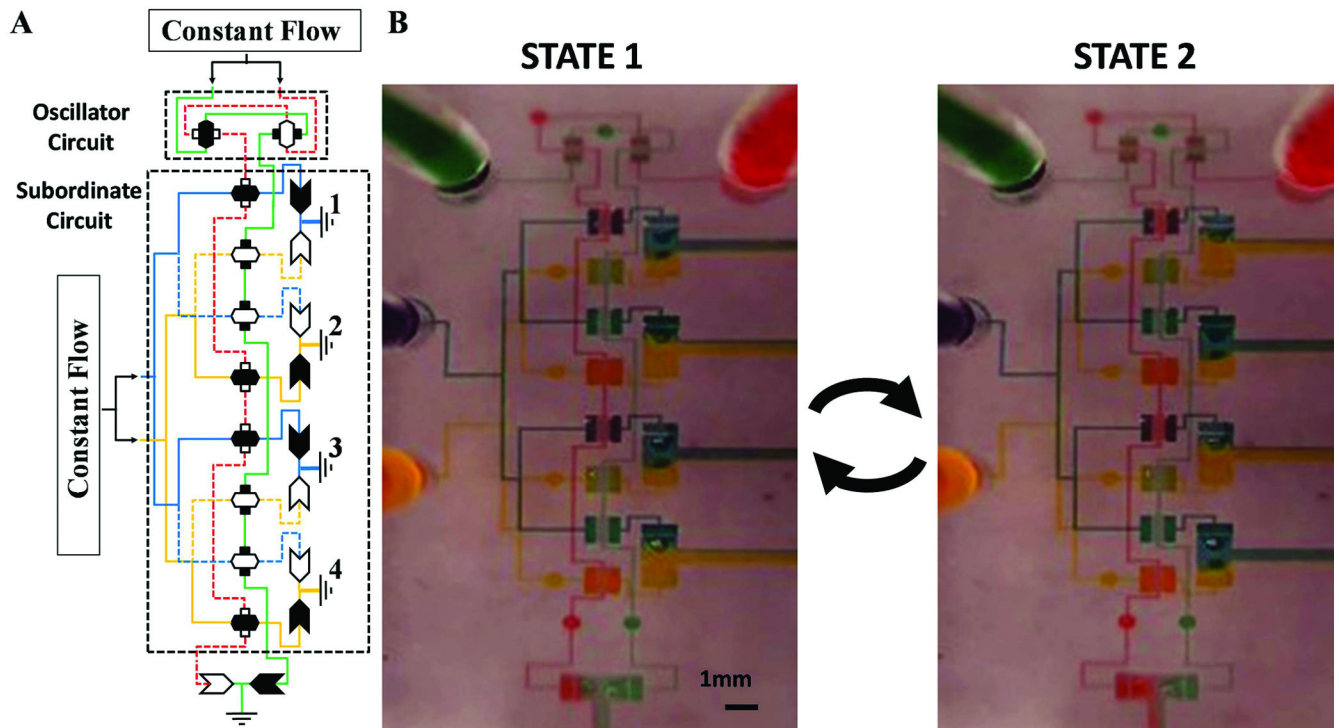 A
Constant Flow
Oscillator
Circuit
Subordinate
Circuit
1
2
3
4
Constant Flow
B
STATE 1
STATE 2
1mm